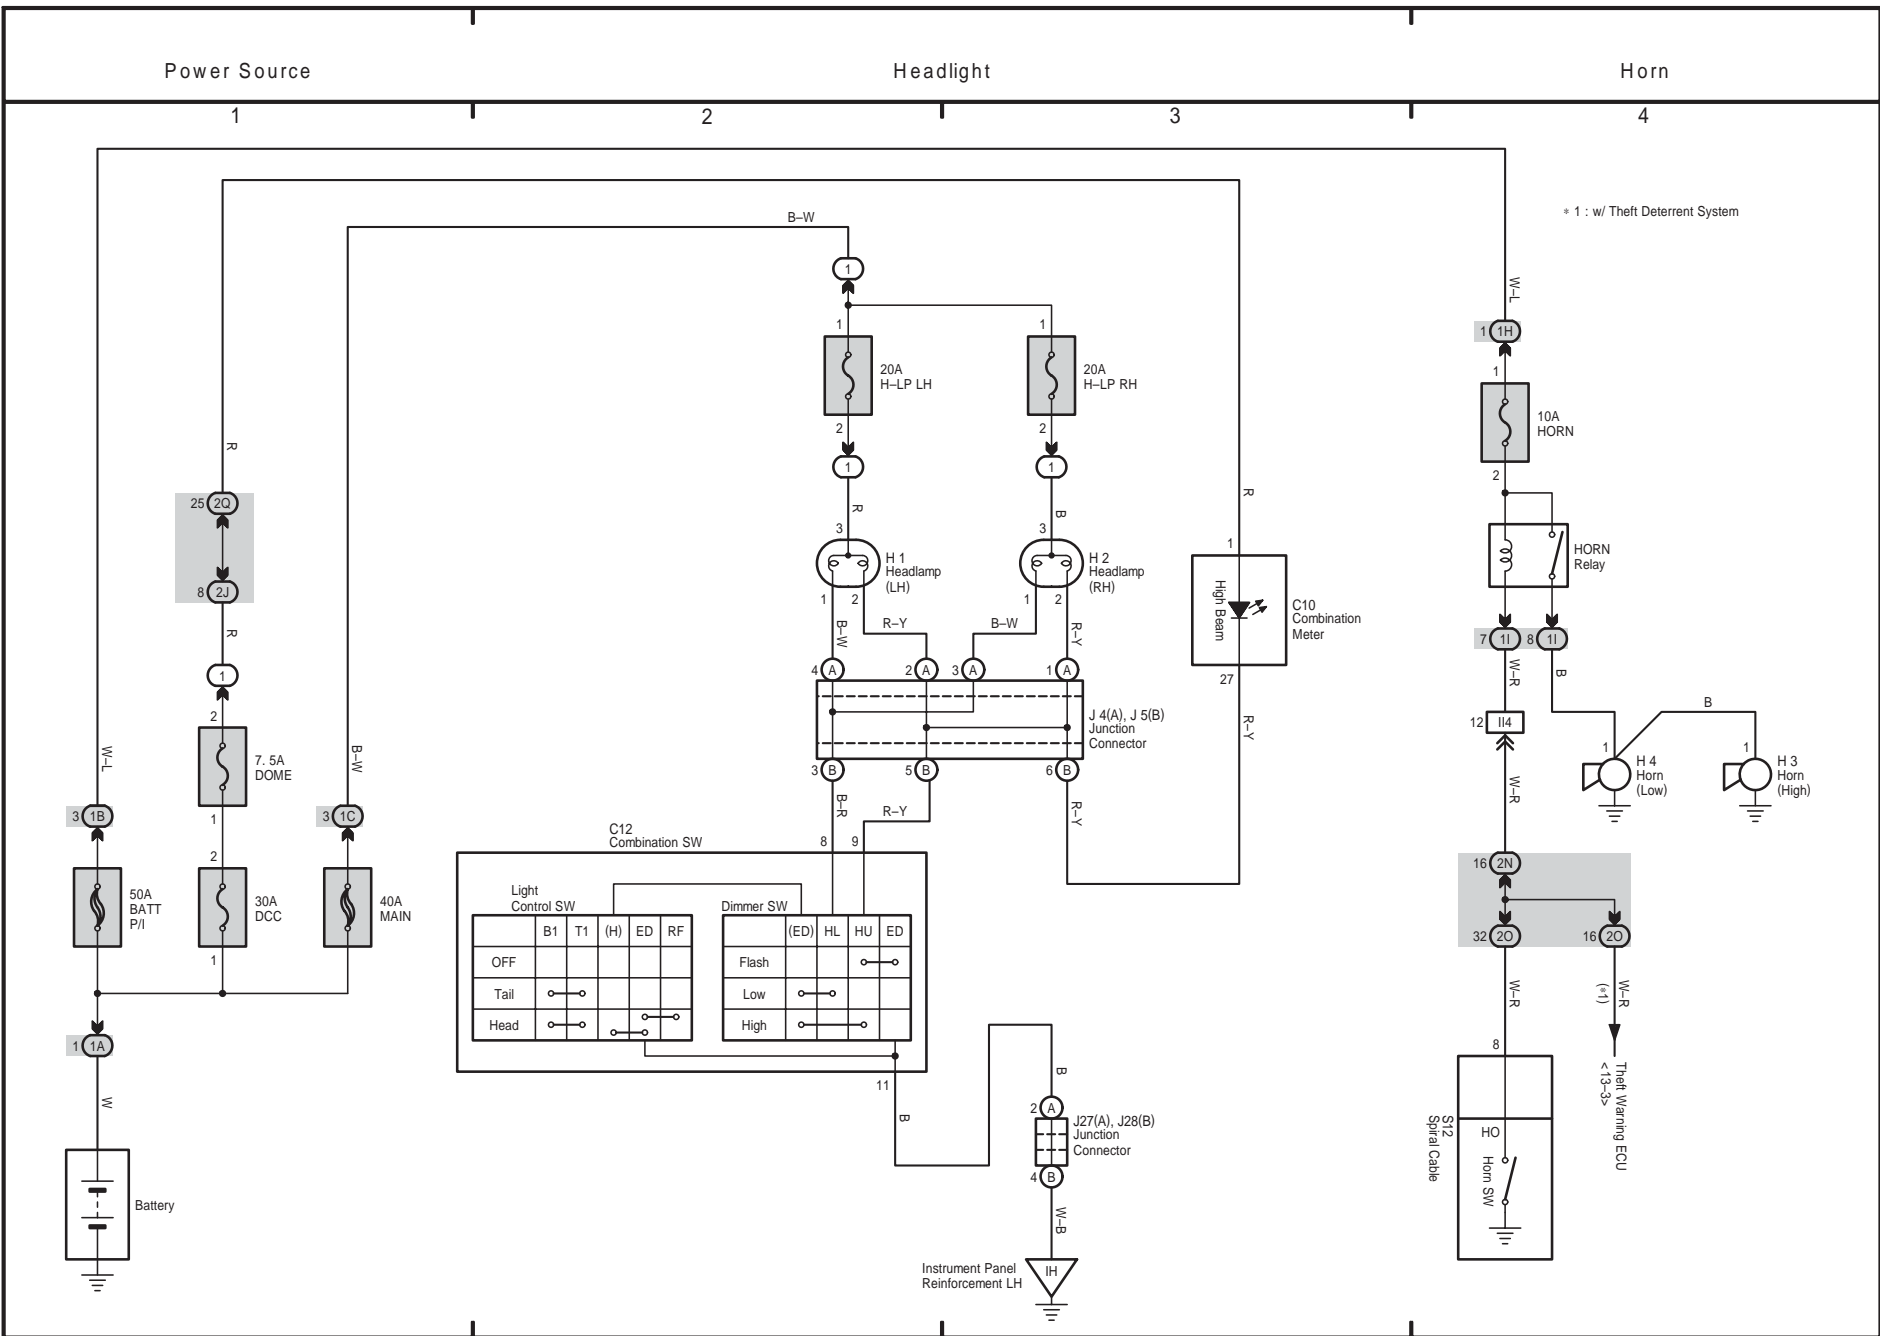 Power Source
Headlight
Horn
1
2
3
4
* 1 : w/ Theft Deterrent System
B–W
1
W–L
1 1H
1
1
1
20A
H–LP LH
20A
H–LP RH
10A
HORN
2
2
2
1
1
R
25 2Q
R
R
B
3
3
1
H 1
Headlamp
(LH)
H 2
Headlamp
(RH)
High Beam
C10
Combination
Meter
HORN
Relay
8 2J
R
1
1
2
1
2
B–W
R–Y
B–W
R–Y
7 1I
8 1I
W–R
B
4 A
2 A
3 A
1 A
27
R–Y
J 4(A), J 5(B)
Junction
Connector
12 II4
B
2
7. 5A
DOME
1
W–L
B–W
3 B
5 B
6 B
1
H 4
Horn
(Low)
1
H 3
Horn
(High)
W–R
3 1B
3 1C
B–R
R–Y
R–Y
C12
Combination SW
8
9
2
50A
BATT
P/I
30A
DCC
40A
MAIN
1
16 2N
32 2O
16 2O
Light
Control SW
B1 T1 (H) ED RF
OFF
Tail
Head
Dimmer SW
(ED) HL HU ED
Flash
Low
High
11
B
1 1A
W
Battery
B
2 A
J27(A), J28(B)
Junction
Connector
4 B
W–B
Instrument Panel
Reinforcement LH
IH
W–R
W–R
(*1)
8
S12
Spiral Cable
HO
Horn SW
Theft Warning ECU
<13–3>